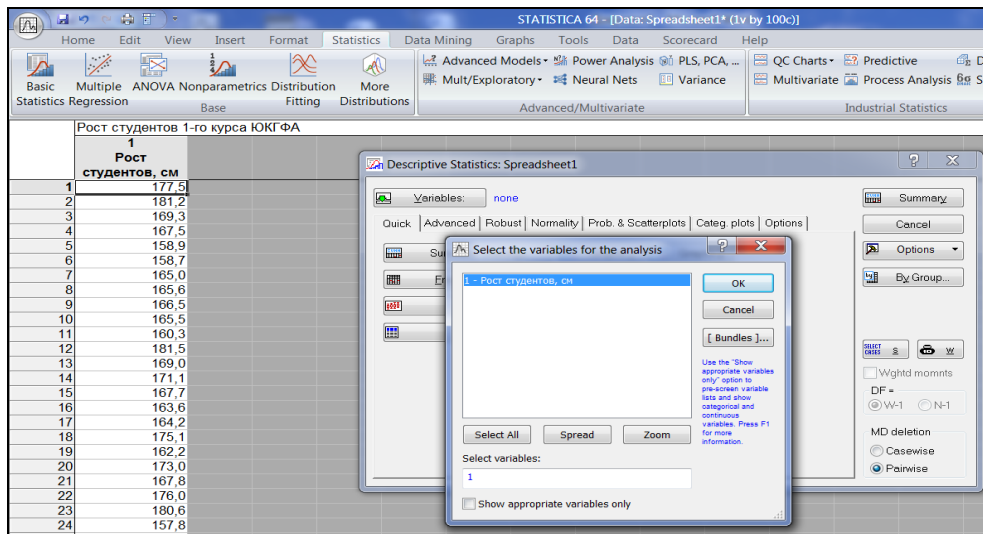 STATISTICA 64 - [Data: Spreadsheet1* (1v by 100c)]
Home Edit View Insert Format Statistics Data Mining Graphs Tools Data Scorecard Help
Basic Statistics
Multiple Regression
ANOVA
Nonparametrics
Distribution Fitting
More Distributions
Base
Advanced Models
Power Analysis
PLS, PCA, ...
Mult/Exploratory
Neural Nets
Variance
Advanced/Multivariate
QC Charts
Predictive
Multivariate
Process Analysis
Industrial Statistics
Рост студентов 1-го курса ЮКГФА
1
Рост
студентов, см
1 177,5
2 181,2
3 169,3
4 167,5
5 158,9
6 158,7
7 165,0
8 165,6
9 166,5
10 165,5
11 160,3
12 181,5
13 169,0
14 171,1
15 167,7
16 163,6
17 164,2
18 175,1
19 162,2
20 173,0
21 167,8
22 176,0
23 180,6
24 157,8
Descriptive Statistics: Spreadsheet1
Variables: none
Quick Advanced Robust Normality Prob. & Scatterplots Categ. plots Options
Summary
Cancel
Options
By Group...
SELECT CASES S W
Wghtd momnts
DF =
W-1 N-1
MD deletion
Casewise
Pairwise
Select the variables for the analysis
1 - Рост студентов, см
OK
Cancel
[ Bundles ]...
Use the "Show
appropriate variables
only" option to
pre-screen variable
lists and show
categorical and
continuous
variables. Press F1
for more
information.
Select All Spread Zoom
Select variables:
1
Show appropriate variables only